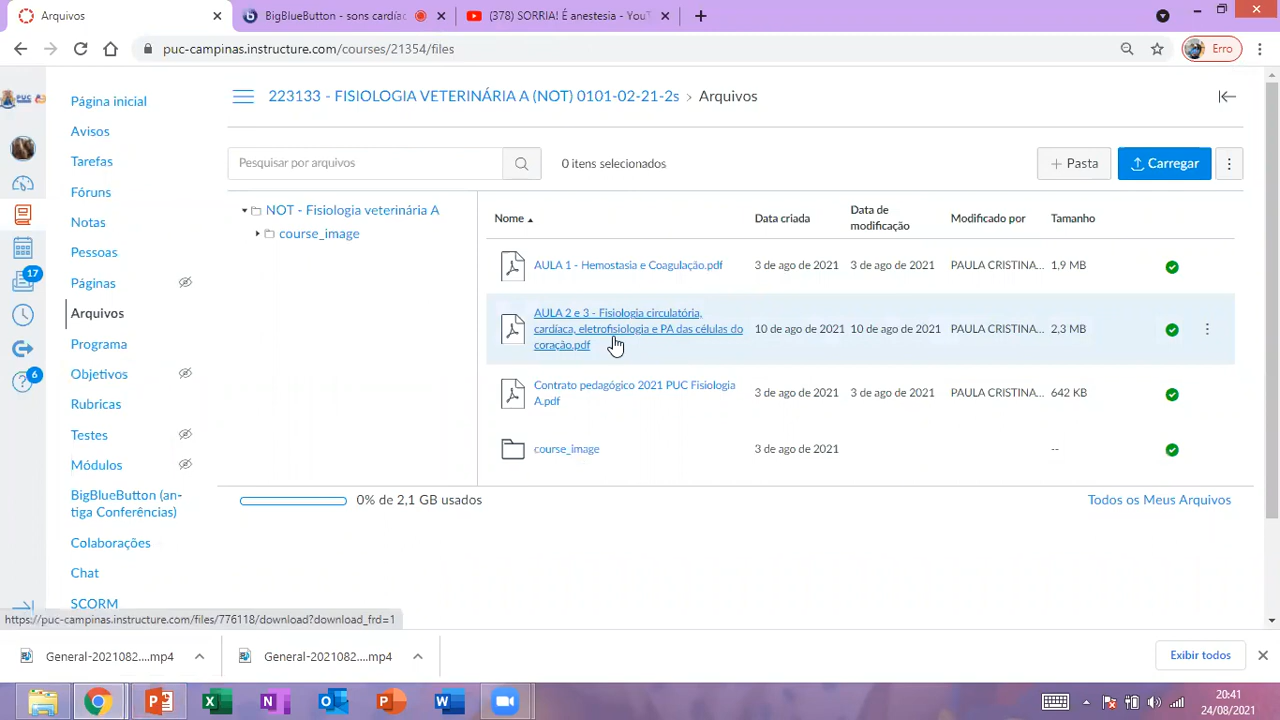 Arquivos
BigBlueButton - sons cardíac
(378) SORRIA! É anestesia - YouT
puc-campinas.instructure.com/courses/21354/files
Erro
PUC
223133 - FISIOLOGIA VETERINÁRIA A (NOT) 0101-02-21-2s › Arquivos
Página inicial
Avisos
Tarefas
Fóruns
Notas
Pessoas
Páginas
Arquivos
Programa
Objetivos
Rubricas
Testes
Módulos
BigBlueButton (an-
tiga Conferências)
Colaborações
Chat
SCORM
17
6
Pesquisar por arquivos
0 itens selecionados
+ Pasta
Carregar
NOT - Fisiologia veterinária A
course_image
Nome
Data criada
Data de
modificação
Modificado por
Tamanho
AULA 1 - Hemostasia e Coagulação.pdf
3 de ago de 2021
3 de ago de 2021
PAULA CRISTINA...
1,9 MB
AULA 2 e 3 - Fisiologia circulatória,
cardíaca, eletrofisiologia e PA das células do
coração.pdf
10 de ago de 2021
10 de ago de 2021
PAULA CRISTINA...
2,3 MB
Contrato pedagógico 2021 PUC Fisiologia
A.pdf
3 de ago de 2021
3 de ago de 2021
PAULA CRISTINA...
642 KB
course_image
3 de ago de 2021
--
0% de 2,1 GB usados
Todos os Meus Arquivos
https://puc-campinas.instructure.com/files/776118/download?download_frd=1
General-2021082....mp4
General-2021082....mp4
Exibir todos
20:41
24/08/2021